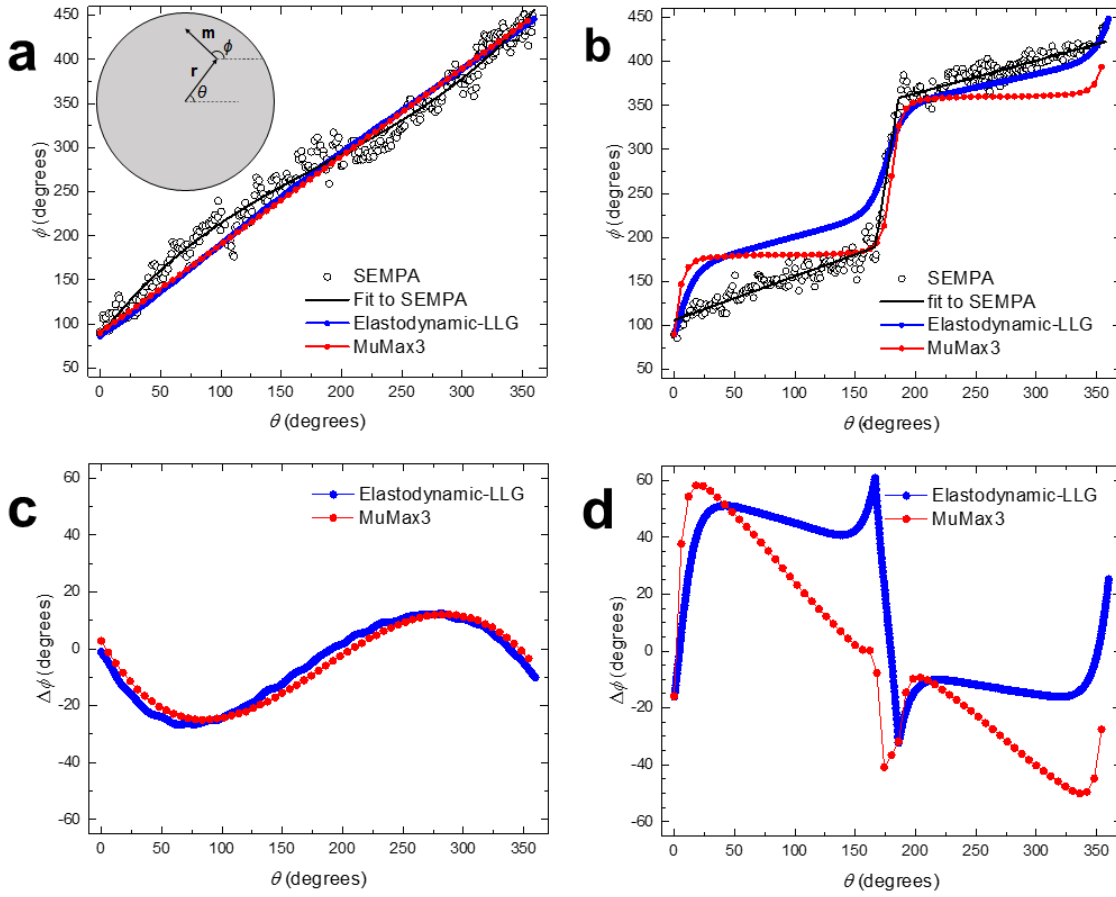 a
m
ϕ
r
θ
450
400
350
300
250
200
150
100
50
ϕ (degrees)
SEMPA
Fit to SEMPA
Elastodynamic-LLG
MuMax3
0 50 100 150 200 250 300 350
θ (degrees)
b
450
400
350
300
250
200
150
100
50
ϕ (degrees)
SEMPA
fit to SEMPA
Elastodynamic-LLG
MuMax3
0 50 100 150 200 250 300 350
θ (degrees)
c
60
40
20
0
-20
-40
-60
Δϕ (degrees)
Elastodynamic-LLG
MuMax3
0 50 100 150 200 250 300 350
θ (degrees)
d
60
40
20
0
-20
-40
-60
Δϕ (degrees)
Elastodynamic-LLG
MuMax3
0 50 100 150 200 250 300 350
θ (degrees)